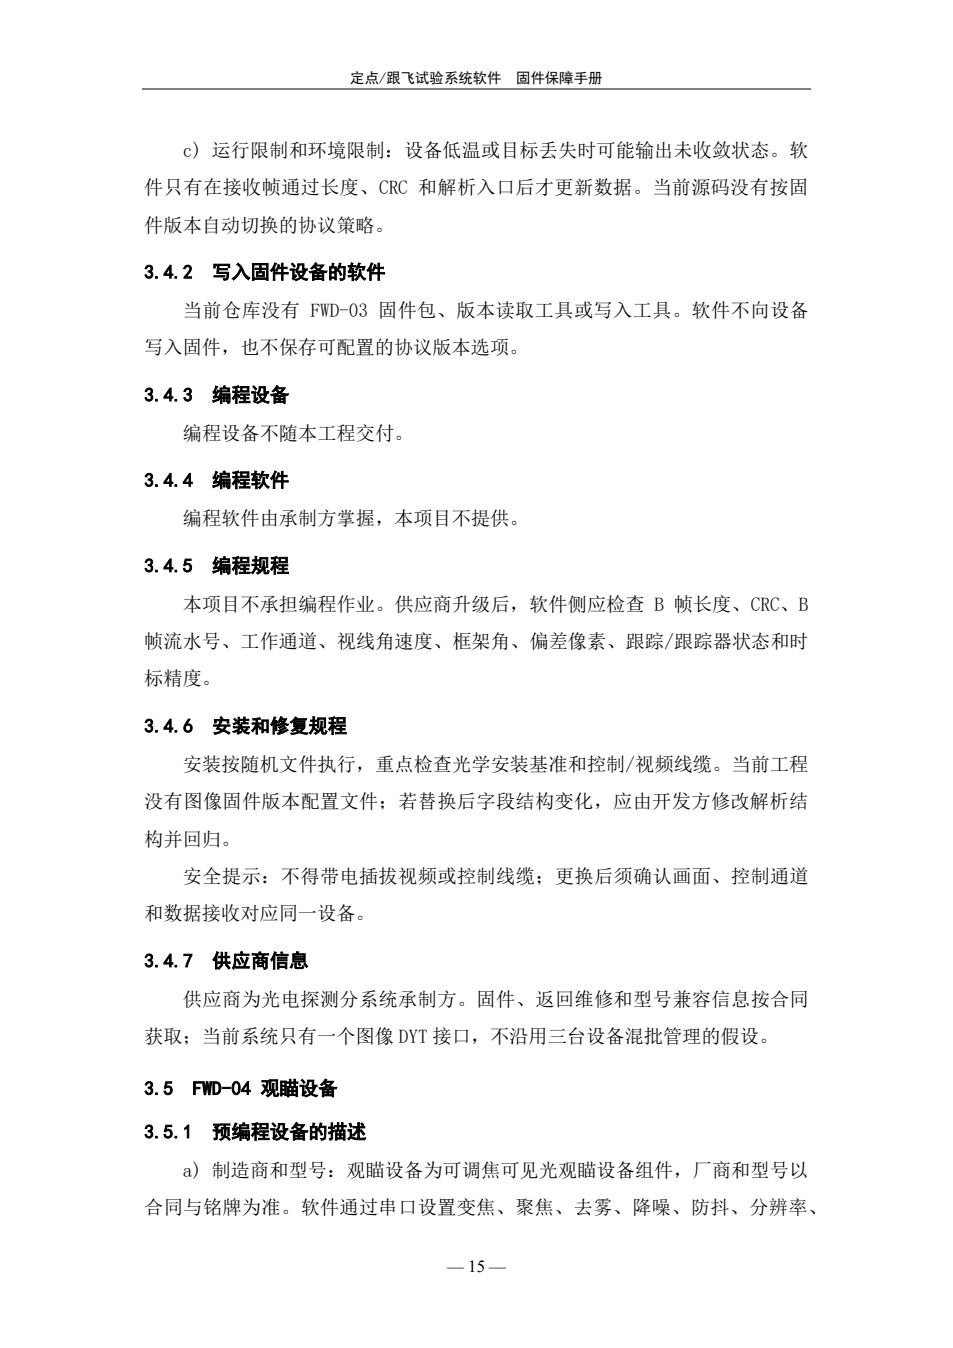 定点/跟飞试验系统软件　固件保障手册
c）运行限制和环境限制：设备低温或目标丢失时可能输出未收敛状态。软
件只有在接收帧通过长度、CRC 和解析入口后才更新数据。当前源码没有按固
件版本自动切换的协议策略。
3.4.2　写入固件设备的软件
当前仓库没有 FWD-03 固件包、版本读取工具或写入工具。软件不向设备
写入固件，也不保存可配置的协议版本选项。
3.4.3　编程设备
编程设备不随本工程交付。
3.4.4　编程软件
编程软件由承制方掌握，本项目不提供。
3.4.5　编程规程
本项目不承担编程作业。供应商升级后，软件侧应检查 B 帧长度、CRC、B
帧流水号、工作通道、视线角速度、框架角、偏差像素、跟踪/跟踪器状态和时
标精度。
3.4.6　安装和修复规程
安装按随机文件执行，重点检查光学安装基准和控制/视频线缆。当前工程
没有图像固件版本配置文件；若替换后字段结构变化，应由开发方修改解析结
构并回归。
安全提示：不得带电插拔视频或控制线缆；更换后须确认画面、控制通道
和数据接收对应同一设备。
3.4.7　供应商信息
供应商为光电探测分系统承制方。固件、返回维修和型号兼容信息按合同
获取；当前系统只有一个图像 DYT 接口，不沿用三台设备混批管理的假设。
3.5　FWD-04 观瞄设备
3.5.1　预编程设备的描述
a）制造商和型号：观瞄设备为可调焦可见光观瞄设备组件，厂商和型号以
合同与铭牌为准。软件通过串口设置变焦、聚焦、去雾、降噪、防抖、分辨率、
— 15 —